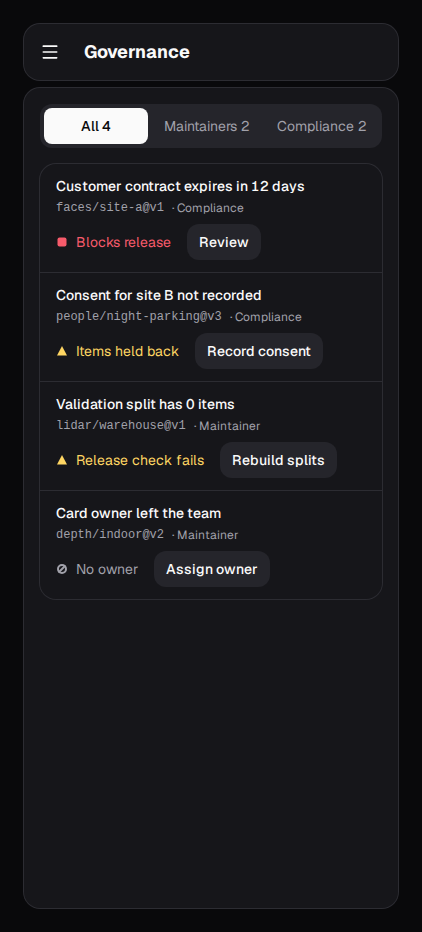 Governance
All 4 Maintainers 2 Compliance 2
Customer contract expires in 12 days
faces/site-a@v1 · Compliance
Blocks release Review
Consent for site B not recorded
people/night-parking@v3 · Compliance
Items held back Record consent
Validation split has 0 items
lidar/warehouse@v1 · Maintainer
Release check fails Rebuild splits
Card owner left the team
depth/indoor@v2 · Maintainer
No owner Assign owner